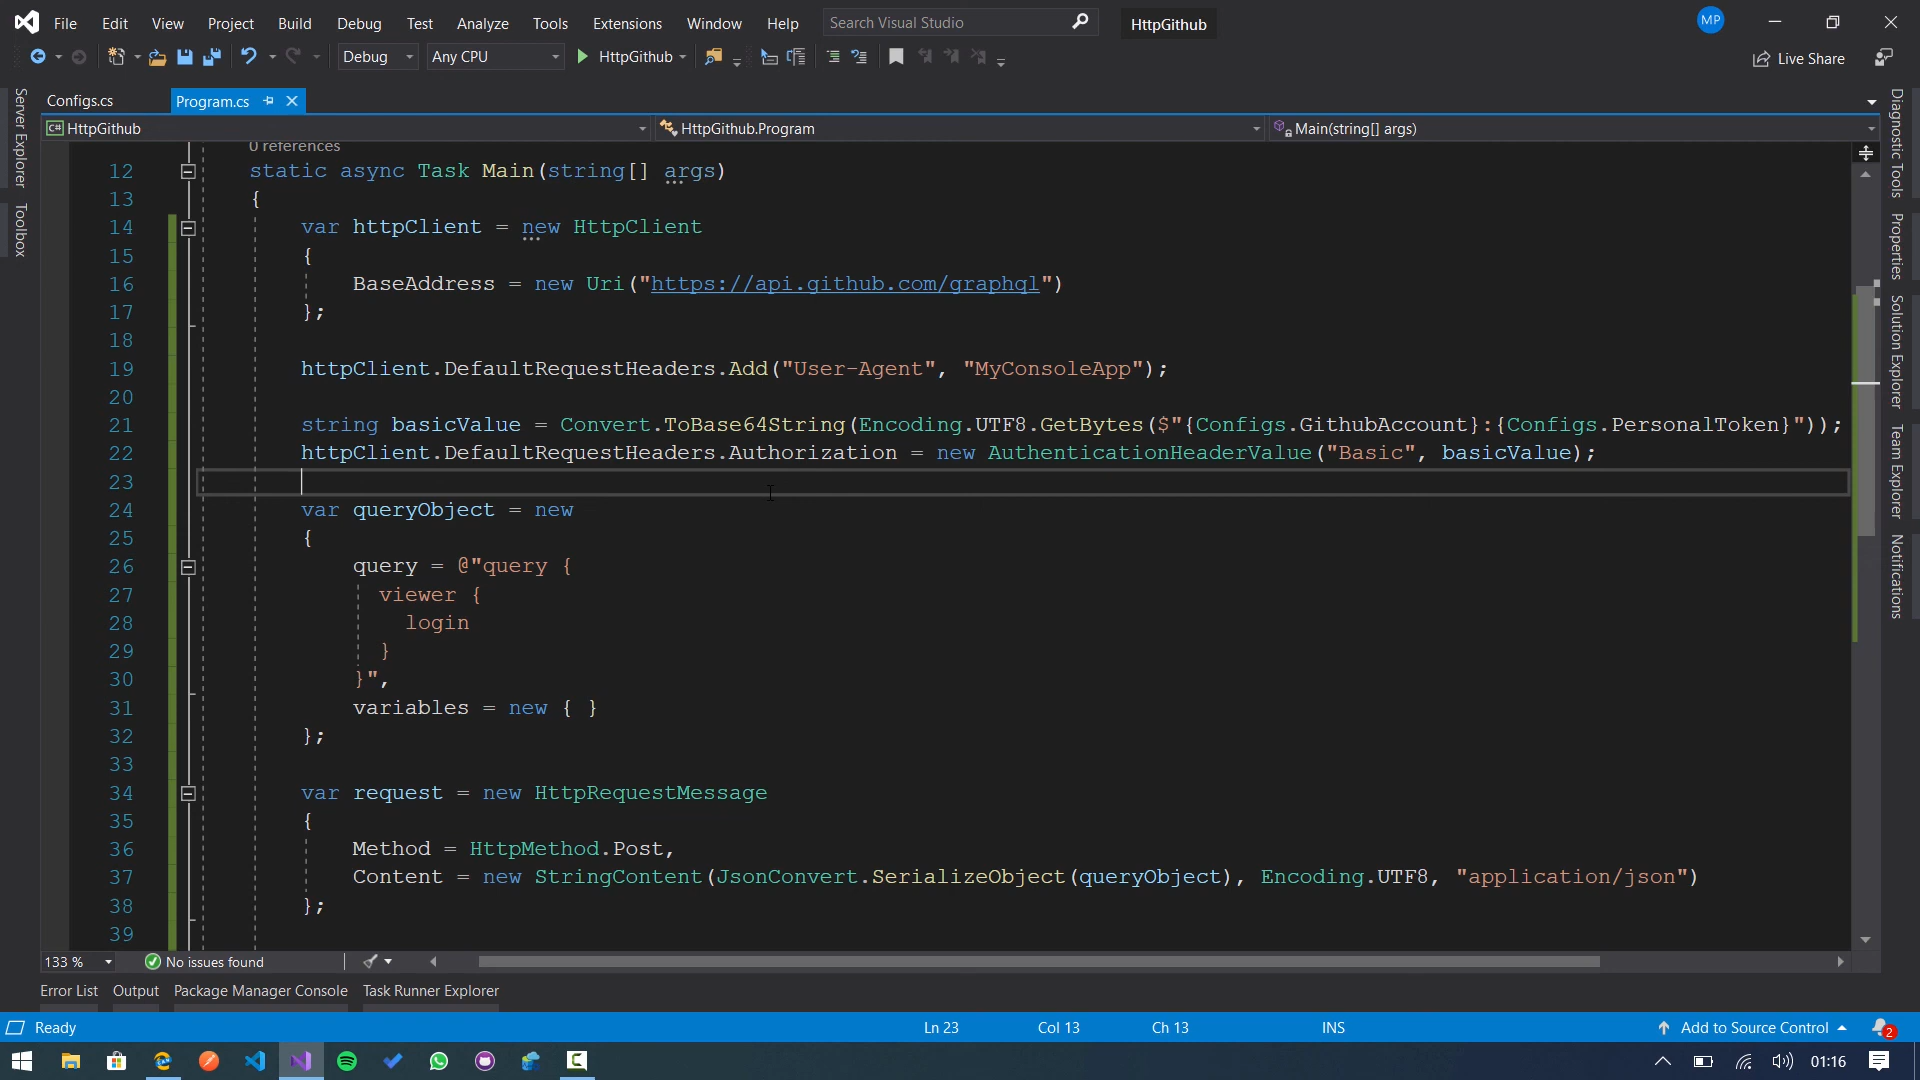 File Edit View Project Build Debug Test Analyze Tools Extensions Window Help Search Visual Studio HttpGithub MP
Debug Any CPU HttpGithub Live Share
Configs.cs Program.cs
HttpGithub HttpGithub.Program Main(string[] args)
0 references
12 static async Task Main(string[] args)
13 {
14 var httpClient = new HttpClient
15 {
16 BaseAddress = new Uri("https://api.github.com/graphql")
17 };
18
19 httpClient.DefaultRequestHeaders.Add("User-Agent", "MyConsoleApp");
20
21 string basicValue = Convert.ToBase64String(Encoding.UTF8.GetBytes($"{Configs.GithubAccount}:{Configs.PersonalToken}"));
22 httpClient.DefaultRequestHeaders.Authorization = new AuthenticationHeaderValue("Basic", basicValue);
23
24 var queryObject = new
25 {
26 query = @"query {
27 viewer {
28 login
29 }
30 }",
31 variables = new { }
32 };
33
34 var request = new HttpRequestMessage
35 {
36 Method = HttpMethod.Post,
37 Content = new StringContent(JsonConvert.SerializeObject(queryObject), Encoding.UTF8, "application/json")
38 };
39
Server Explorer
Toolbox
Diagnostic Tools
Properties
Solution Explorer
Team Explorer
Notifications
133 % No issues found
Error List Output Package Manager Console Task Runner Explorer
Ready Ln 23 Col 13 Ch 13 INS Add to Source Control 2
01:16